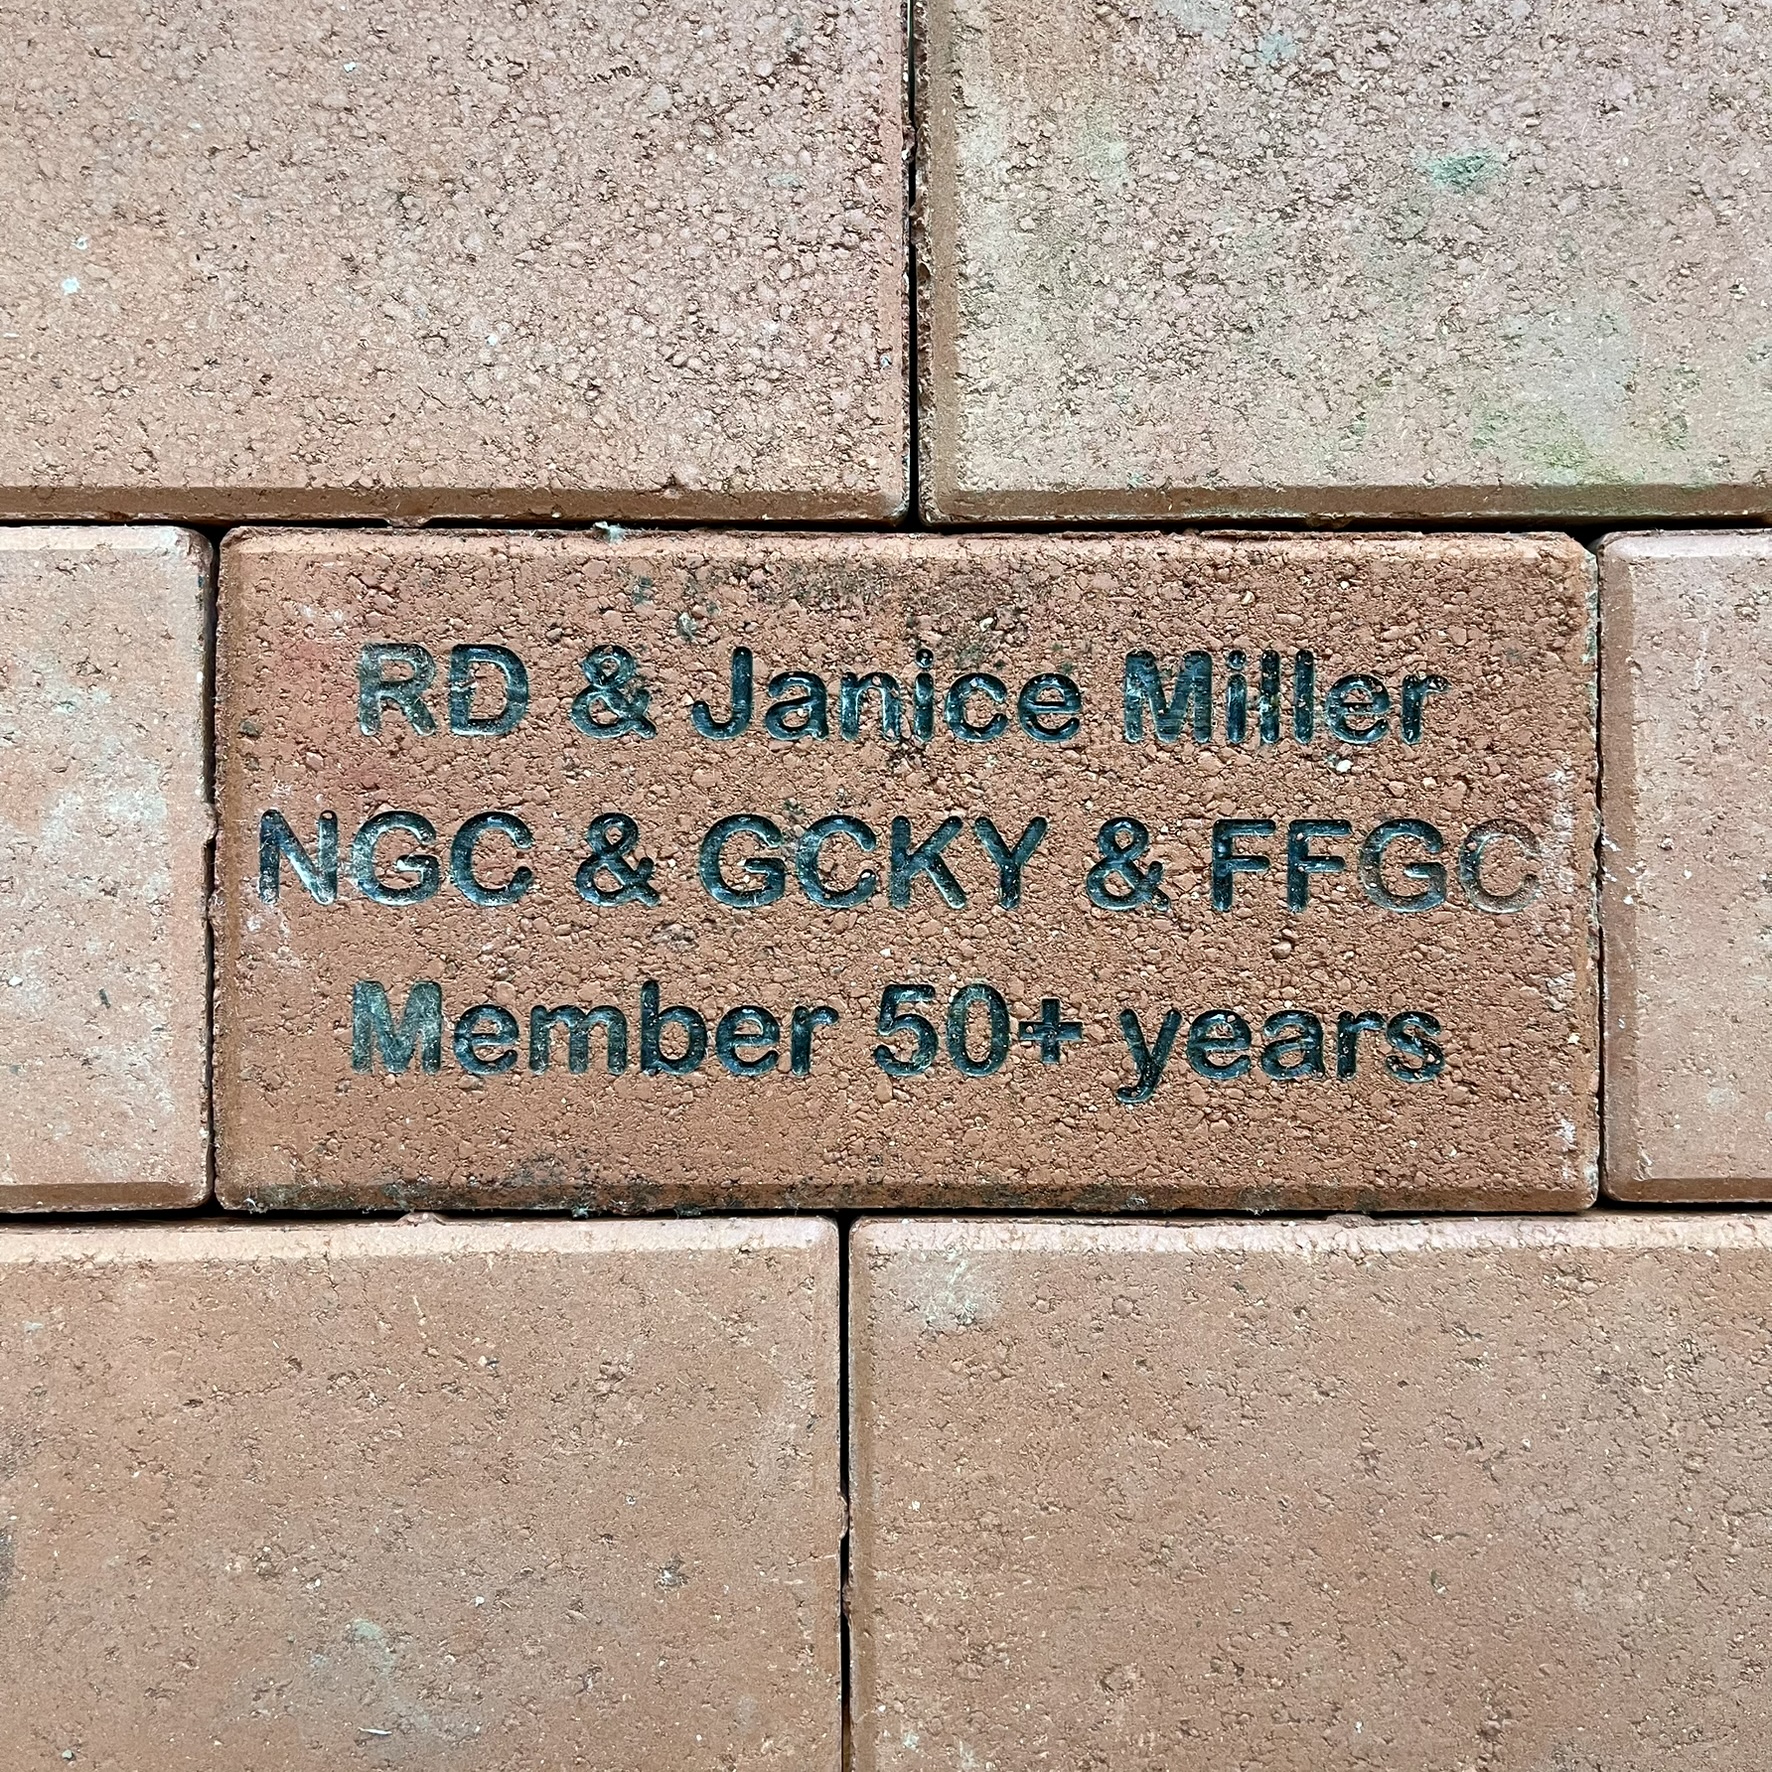 RD & Janice Miller
NGC & GCKY & FFGC
Member 50+ years